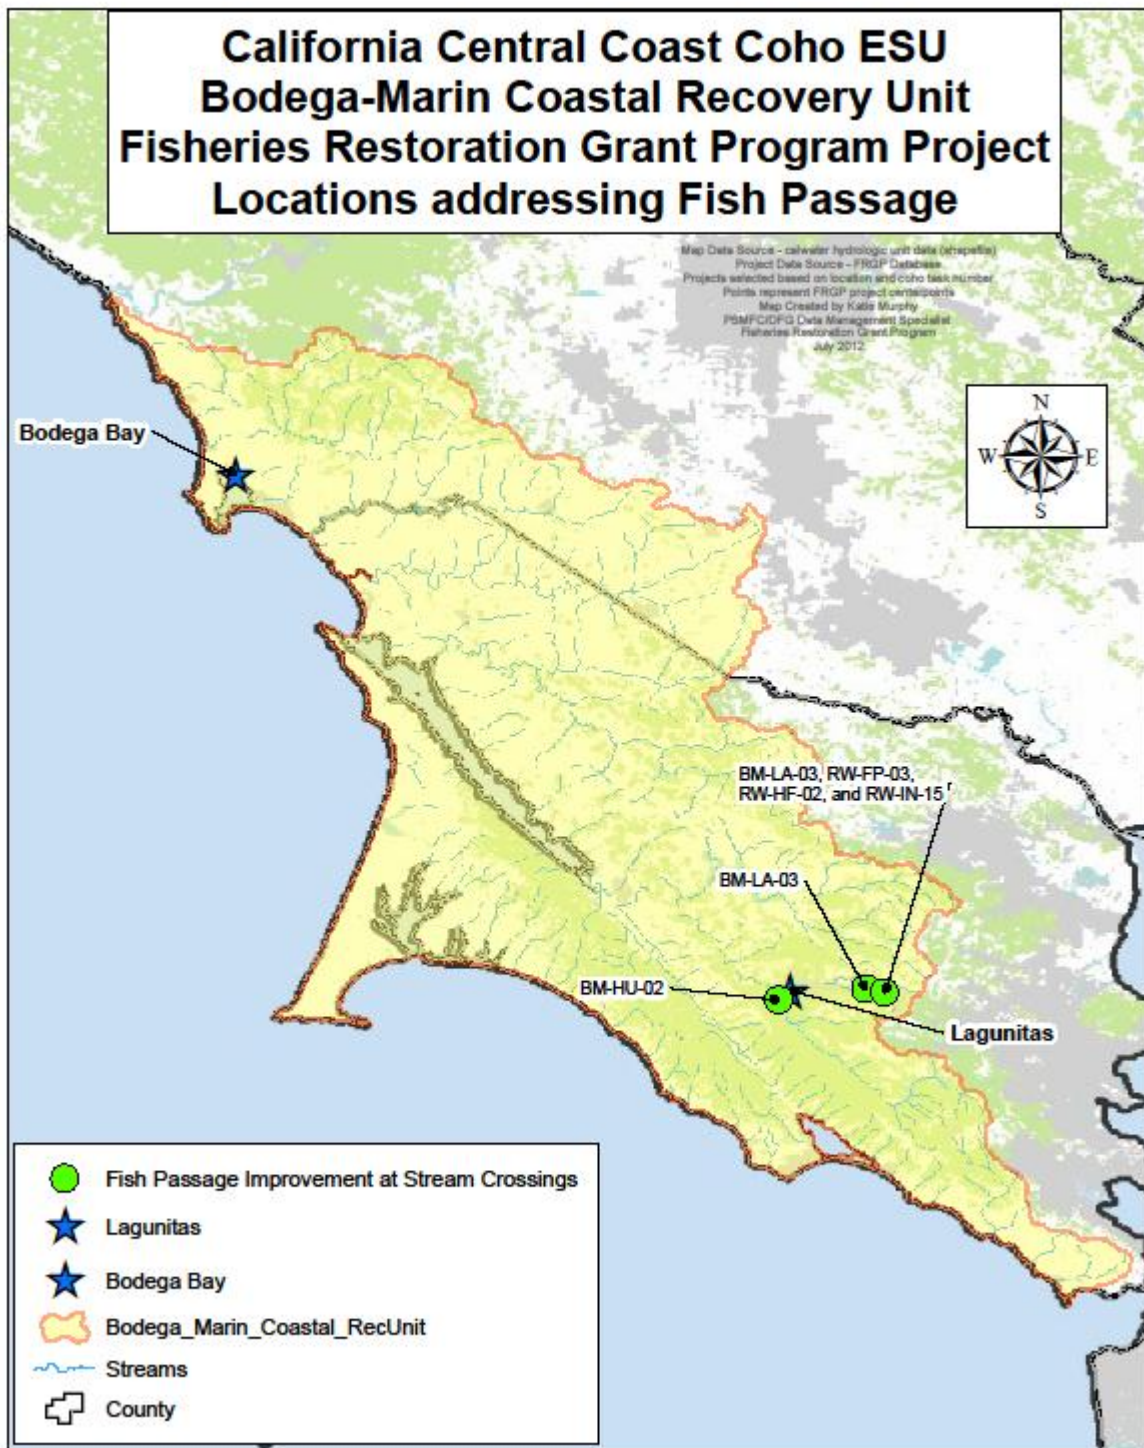 California Central Coast Coho ESU
Bodega-Marin Coastal Recovery Unit
Fisheries Restoration Grant Program Project
Locations addressing Fish Passage
Map Data Source - calwater hydrologic unit data (shapefile)
Project Data Source - FRGP Database
Projects selected based on location and coho task number
Points represent FRGP project centerpoints
Map Created by Katie Murphy
PSMFC/DFG Data Management Specialist
Fisheries Restoration Grant Program
July 2012
N
W
E
S
Bodega Bay
BM-LA-03, RW-FP-03,
RW-HF-02, and RW-IN-15
BM-LA-03
BM-HU-02
Lagunitas
Fish Passage Improvement at Stream Crossings
Lagunitas
Bodega Bay
Bodega_Marin_Coastal_RecUnit
Streams
County